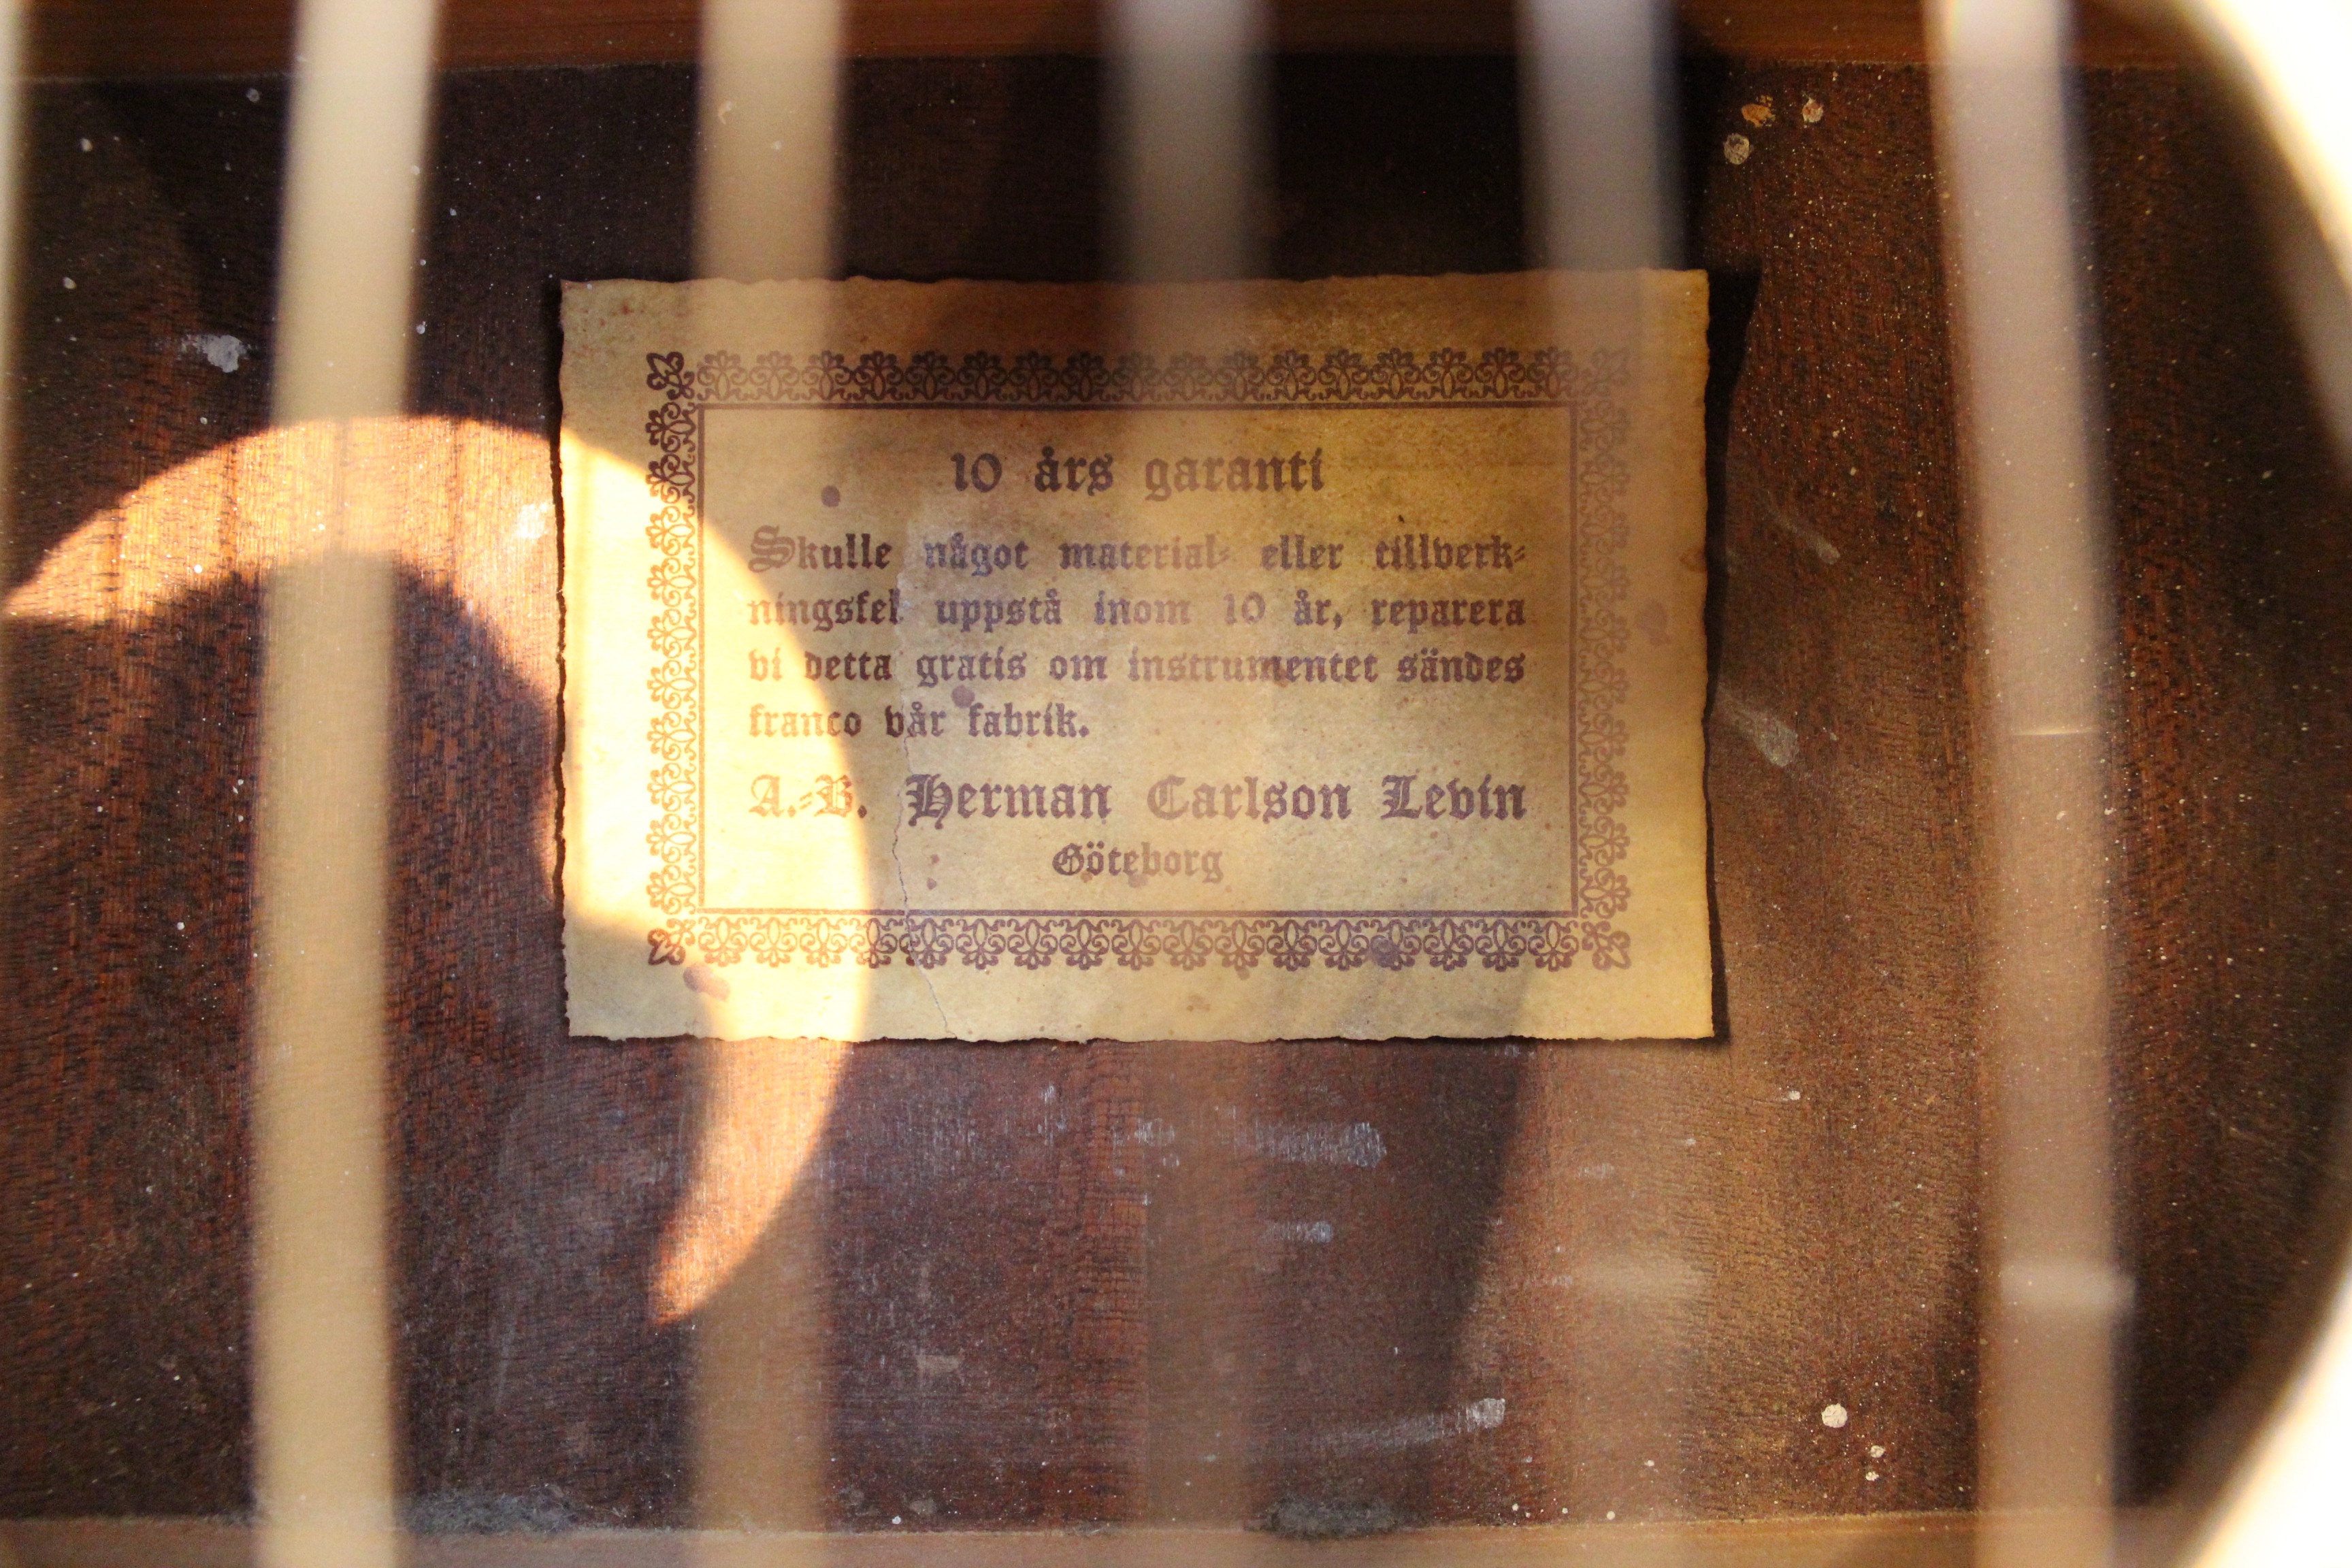 10 års garanti
Skulle något material- eller tillverk-
ningsfel uppstå inom 10 år, reparera
vi detta gratis om instrumentet sändes
franco vår fabrik.
A.-B. Herman Carlson Levin
Göteborg